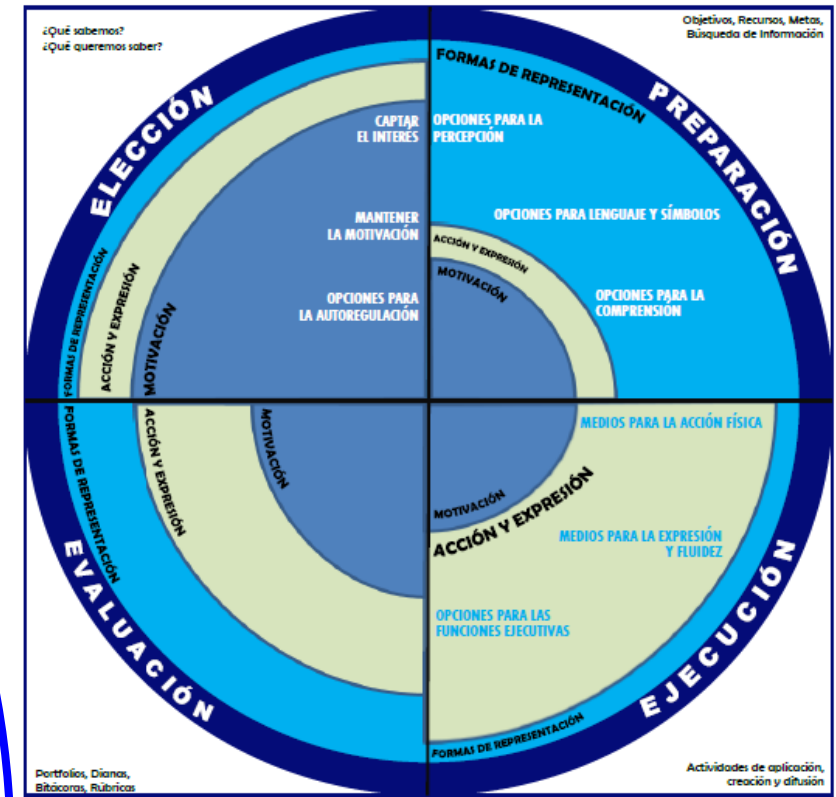 ¿Qué sabemos?
¿Qué queremos saber?
ELECCIÓN
FORMAS DE REPRESENTACIÓN
ACCIÓN Y EXPRESIÓN
MOTIVACIÓN
CAPTAR
EL INTERÉS
MANTENER
LA MOTIVACIÓN
OPCIONES PARA
LA AUTOREGULACIÓN
Objetivos, Recursos, Metas,
Búsqueda de Información
PREPARACIÓN
FORMAS DE REPRESENTACIÓN
OPCIONES PARA LA
PERCEPCIÓN
OPCIONES PARA LENGUAJE Y SÍMBOLOS
OPCIONES PARA LA
COMPRENSIÓN
ACCIÓN Y EXPRESIÓN
MOTIVACIÓN
FORMAS DE REPRESENTACIÓN
ACCIÓN Y EXPRESIÓN
MOTIVACIÓN
EVALUACIÓN
Portfolios, Dianas,
Bitácoras, Rúbricas
MEDIOS PARA LA ACCIÓN FÍSICA
MOTIVACIÓN
ACCIÓN Y EXPRESIÓN
MEDIOS PARA LA EXPRESIÓN
Y FLUIDEZ
OPCIONES PARA LAS
FUNCIONES EJECUTIVAS
FORMAS DE REPRESENTACIÓN
EJECUCIÓN
Actividades de aplicación,
creación y difusión